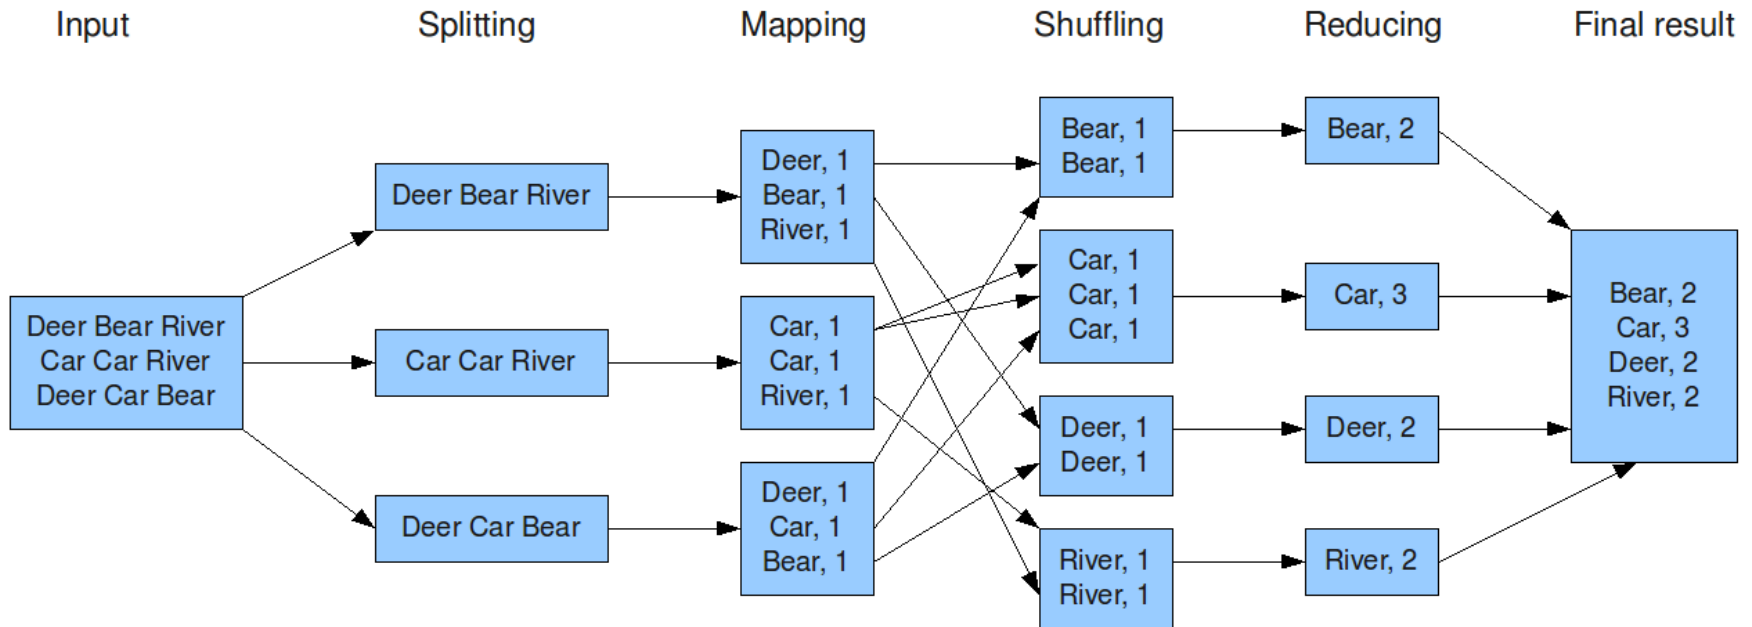 Input
Splitting
Mapping
Shuffling
Reducing
Final result
Deer Bear River
Car Car River
Deer Car Bear
Deer Bear River
Car Car River
Deer Car Bear
Deer, 1
Bear, 1
River, 1
Car, 1
Car, 1
River, 1
Deer, 1
Car, 1
Bear, 1
Bear, 1
Bear, 1
Car, 1
Car, 1
Car, 1
Deer, 1
Deer, 1
River, 1
River, 1
Bear, 2
Car, 3
Deer, 2
River, 2
Bear, 2
Car, 3
Deer, 2
River, 2